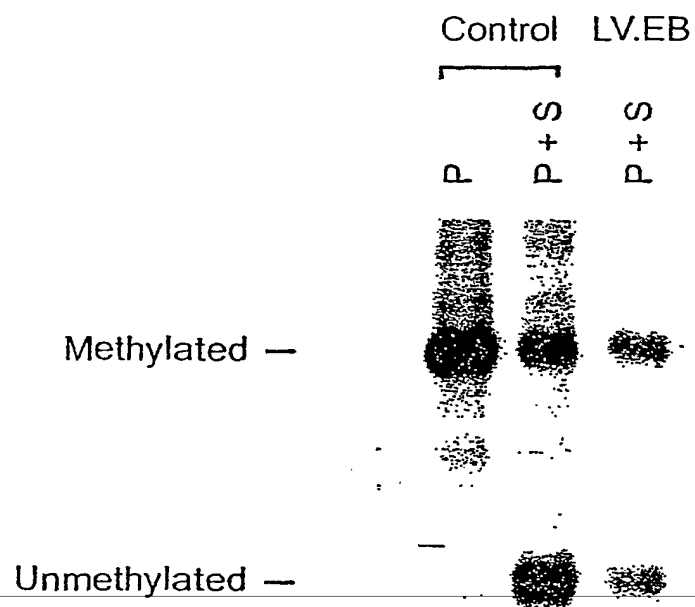 Control LV.EB
P P + S P + S
Methylated
Unmethylated